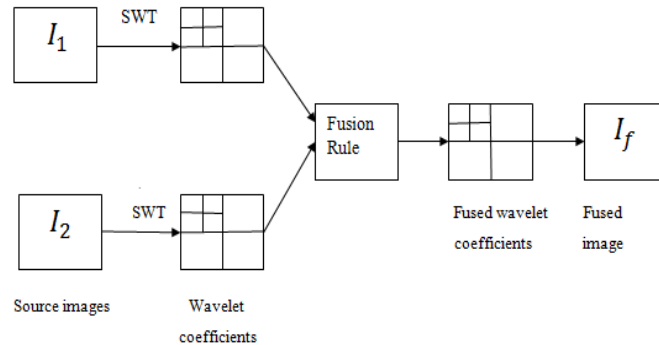 I1
SWT
Fusion
Rule
If
I2
SWT
Fused wavelet
coefficients
Fused
image
Source images
Wavelet
coefficients